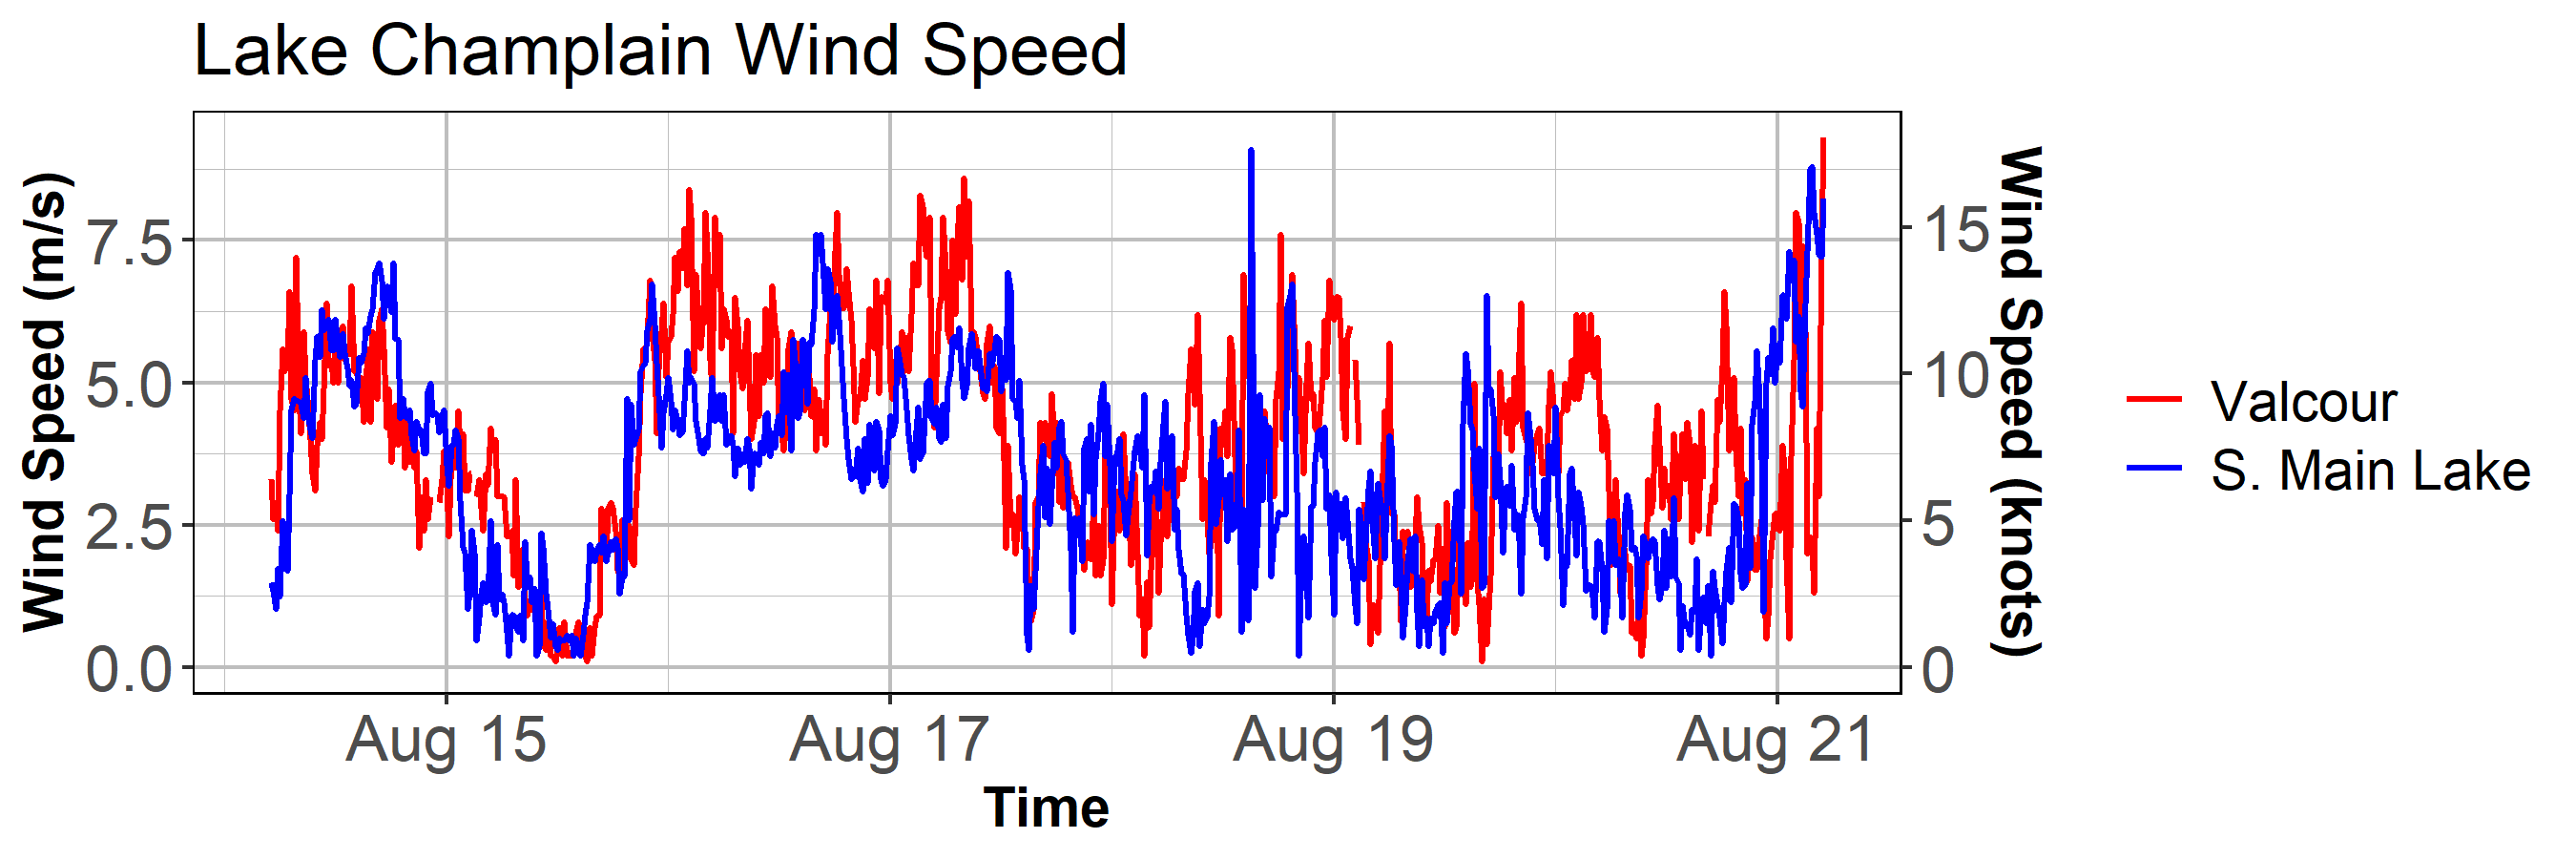 Lake Champlain Wind Speed
Wind Speed (m/s)
7.5
5.0
2.5
0.0
Wind Speed (knots)
15
10
5
0
Aug 15
Aug 17
Aug 19
Aug 21
Time
Valcour
S. Main Lake